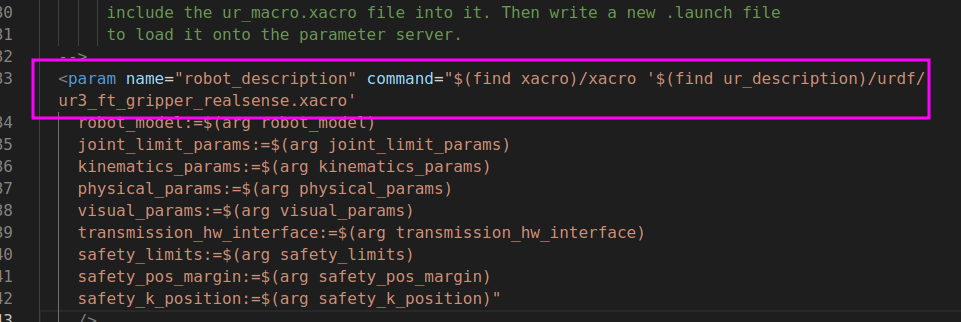 30 include the ur_macro.xacro file into it. Then write a new .launch file
31 to load it onto the parameter server.
32 -->
33 <param name="robot_description" command="$(find xacro)/xacro '$(find ur_description)/urdf/
ur3_ft_gripper_realsense.xacro'
34 robot_model:=$(arg robot_model)
35 joint_limit_params:=$(arg joint_limit_params)
36 kinematics_params:=$(arg kinematics_params)
37 physical_params:=$(arg physical_params)
38 visual_params:=$(arg visual_params)
39 transmission_hw_interface:=$(arg transmission_hw_interface)
40 safety_limits:=$(arg safety_limits)
41 safety_pos_margin:=$(arg safety_pos_margin)
42 safety_k_position:=$(arg safety_k_position)"
43 />